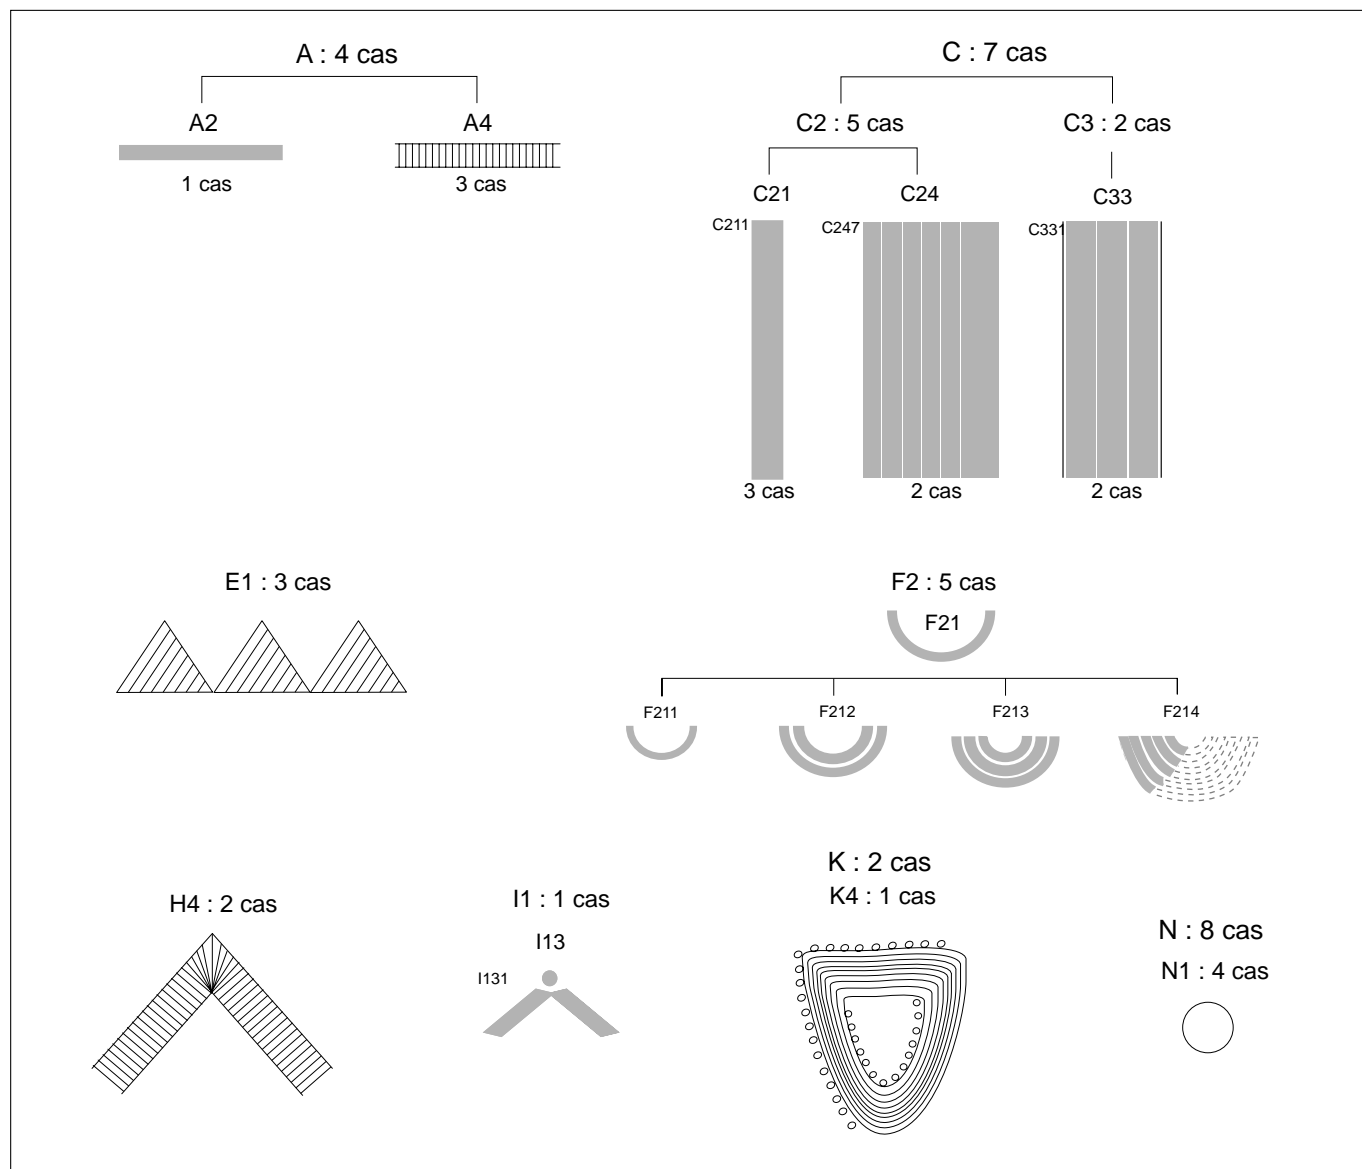 A : 4 cas
A2
A4
1 cas
3 cas
C : 7 cas
C2 : 5 cas
C3 : 2 cas
C21
C24
C33
C211
C247
C331
3 cas
2 cas
2 cas
E1 : 3 cas
F2 : 5 cas
F21
F211
F212
F213
F214
H4 : 2 cas
I1 : 1 cas
I13
I131
K : 2 cas
K4 : 1 cas
N : 8 cas
N1 : 4 cas